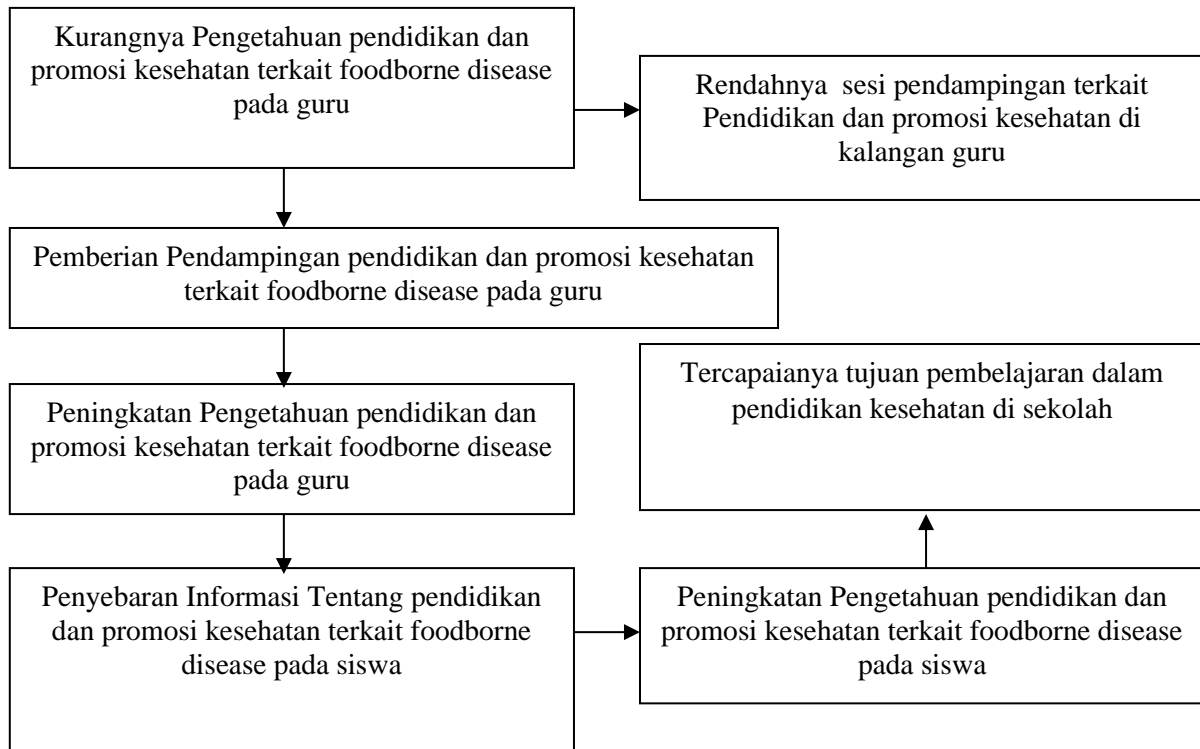 Kurangnya Pengetahuan pendidikan dan
promosi kesehatan terkait foodborne disease
pada guru
Rendahnya sesi pendampingan terkait
Pendidikan dan promosi kesehatan di
kalangan guru
Pemberian Pendampingan pendidikan dan promosi kesehatan
terkait foodborne disease pada guru
Peningkatan Pengetahuan pendidikan dan
promosi kesehatan terkait foodborne disease
pada guru
Tercapaianya tujuan pembelajaran dalam
pendidikan kesehatan di sekolah
Penyebaran Informasi Tentang pendidikan
dan promosi kesehatan terkait foodborne
disease pada siswa
Peningkatan Pengetahuan pendidikan dan
promosi kesehatan terkait foodborne disease
pada siswa